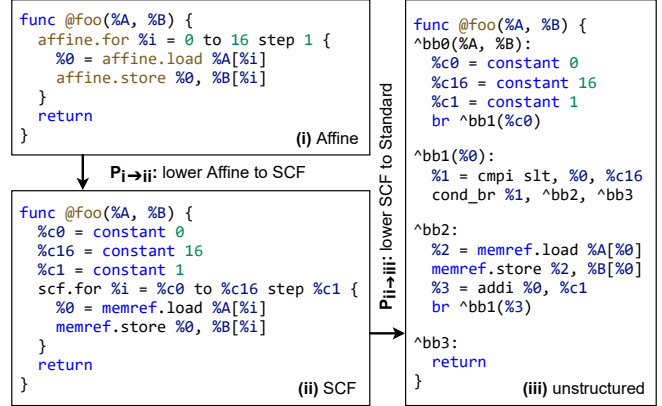 func @foo(%A, %B) {
  affine.for %i = 0 to 16 step 1 {
    %0 = affine.load %A[%i]
    affine.store %0, %B[%i]
  }
  return
}
(i) Affine
Pi→ii: lower Affine to SCF
func @foo(%A, %B) {
  %c0 = constant 0
  %c16 = constant 16
  %c1 = constant 1
  scf.for %i = %c0 to %c16 step %c1 {
    %0 = memref.load %A[%i]
    memref.store %0, %B[%i]
  }
  return
}
(ii) SCF
Pii→iii: lower SCF to Standard
func @foo(%A, %B) {
^bb0(%A, %B):
  %c0 = constant 0
  %c16 = constant 16
  %c1 = constant 1
  br ^bb1(%c0)
^bb1(%0):
  %1 = cmpi slt, %0, %c16
  cond_br %1, ^bb2, ^bb3
^bb2:
  %2 = memref.load %A[%0]
  memref.store %2, %B[%0]
  %3 = addi %0, %c1
  br ^bb1(%3)
^bb3:
  return
}
(iii) unstructured